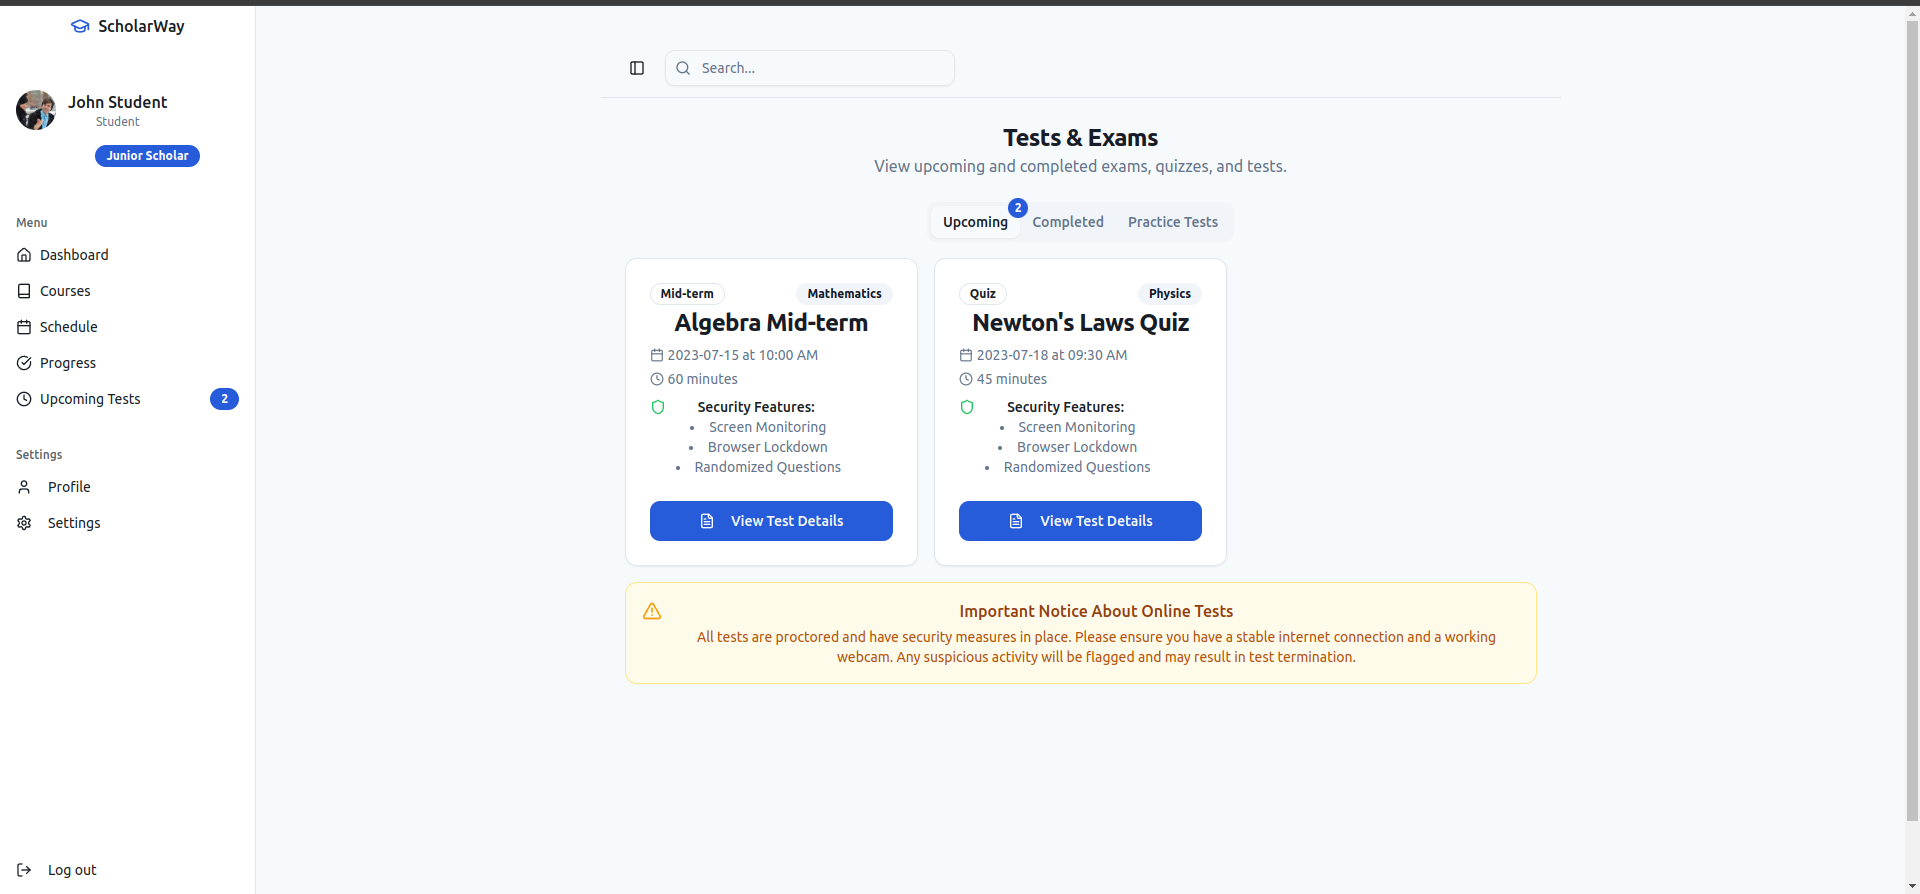 ScholarWay
John Student
Student
Junior Scholar
Menu
Dashboard
Courses
Schedule
Progress
Upcoming Tests 2
Settings
Profile
Settings
Log out
Search...
Tests & Exams
View upcoming and completed exams, quizzes, and tests.
Upcoming 2 Completed Practice Tests
Mid-term Mathematics
Algebra Mid-term
2023-07-15 at 10:00 AM
60 minutes
Security Features:
• Screen Monitoring
• Browser Lockdown
• Randomized Questions
View Test Details
Quiz Physics
Newton's Laws Quiz
2023-07-18 at 09:30 AM
45 minutes
Security Features:
• Screen Monitoring
• Browser Lockdown
• Randomized Questions
View Test Details
Important Notice About Online Tests
All tests are proctored and have security measures in place. Please ensure you have a stable internet connection and a working
webcam. Any suspicious activity will be flagged and may result in test termination.